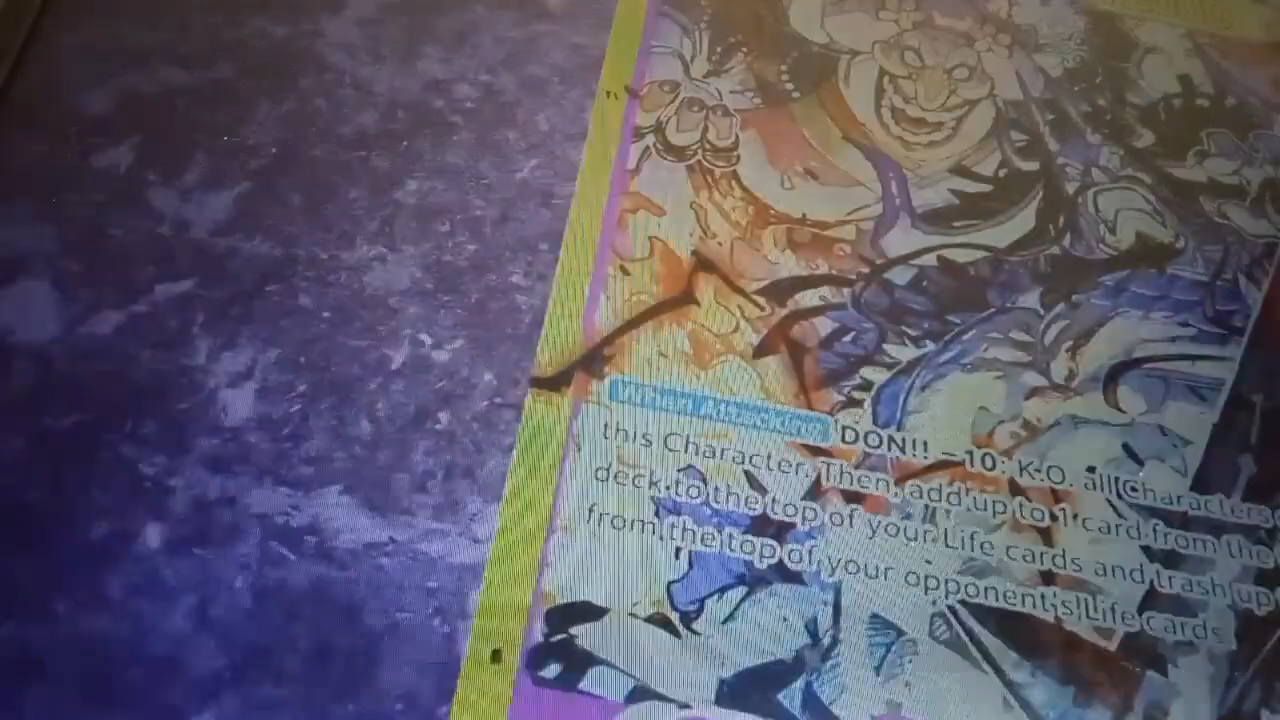 When Attacking DON!! −10: K.O. all Characters
this Character. Then, add up to 1 card from the
deck to the top of your Life cards and trash up
from the top of your opponent's Life cards